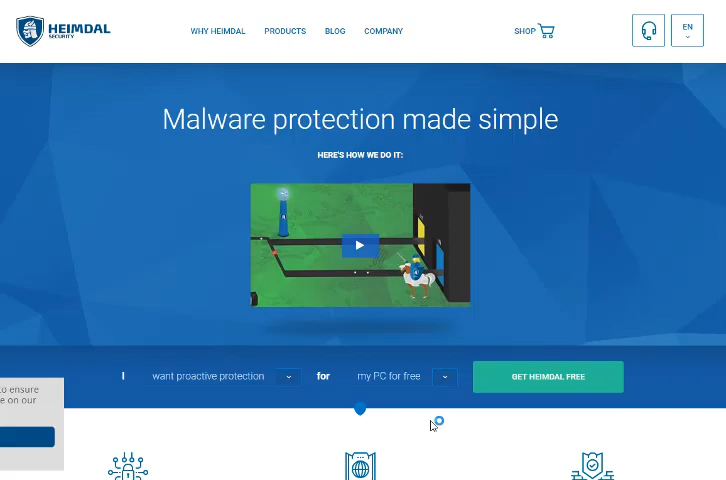 HEIMDAL
SECURITY
WHY HEIMDAL
PRODUCTS
BLOG
COMPANY
SHOP
EN
Malware protection made simple
HERE'S HOW WE DO IT:
I want proactive protection for my PC for free
GET HEIMDAL FREE
to ensure
e on our